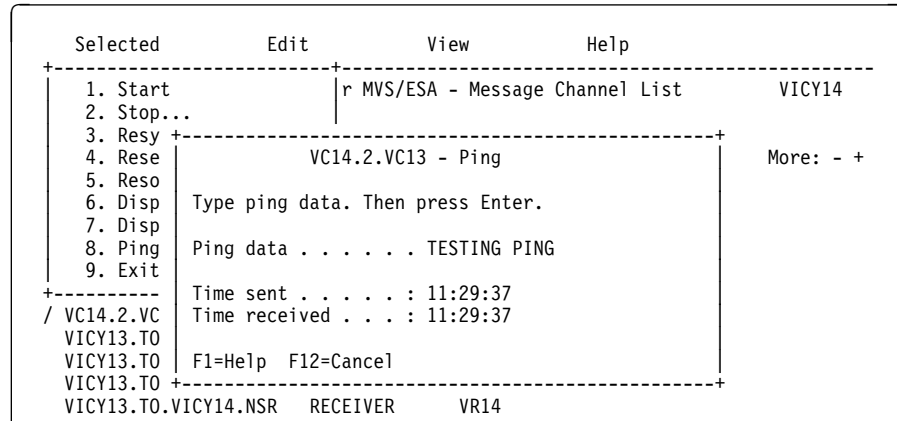 Selected Edit View Help
+---------------------------+----------------------------------------------------
| 1. Start |r MVS/ESA - Message Channel List VICY14
| 2. Stop... |
| 3. Resy +----------------------------------------------------+
| 4. Rese | VC14.2.VC13 - Ping | More: - +
| 5. Reso |
| 6. Disp | Type ping data. Then press Enter. |
| 7. Disp |
| 8. Ping | Ping data . . . . . . TESTING PING |
| 9. Exit |
+---------- | Time sent . . . . . : 11:29:37 |
/ VC14.2.VC | Time received . . . : 11:29:37 |
VICY13.TO |
VICY13.TO | F1=Help F12=Cancel |
VICY13.TO +----------------------------------------------------+
VICY13.TO.VICY14.NSR RECEIVER VR14